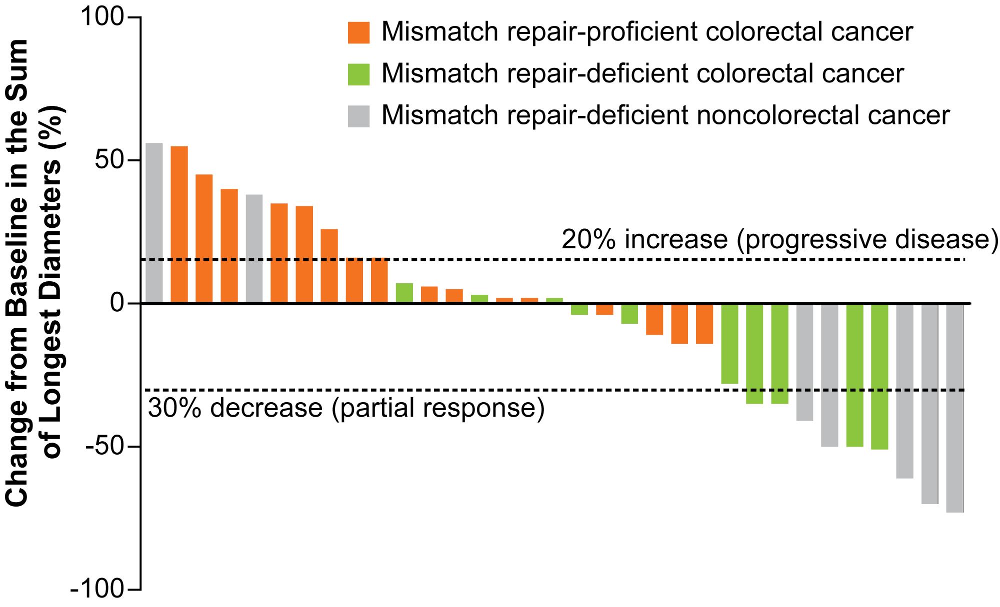 Change from Baseline in the Sum
of Longest Diameters (%)
100
50
0
-50
-100
Mismatch repair-proficient colorectal cancer
Mismatch repair-deficient colorectal cancer
Mismatch repair-deficient noncolorectal cancer
20% increase (progressive disease)
30% decrease (partial response)